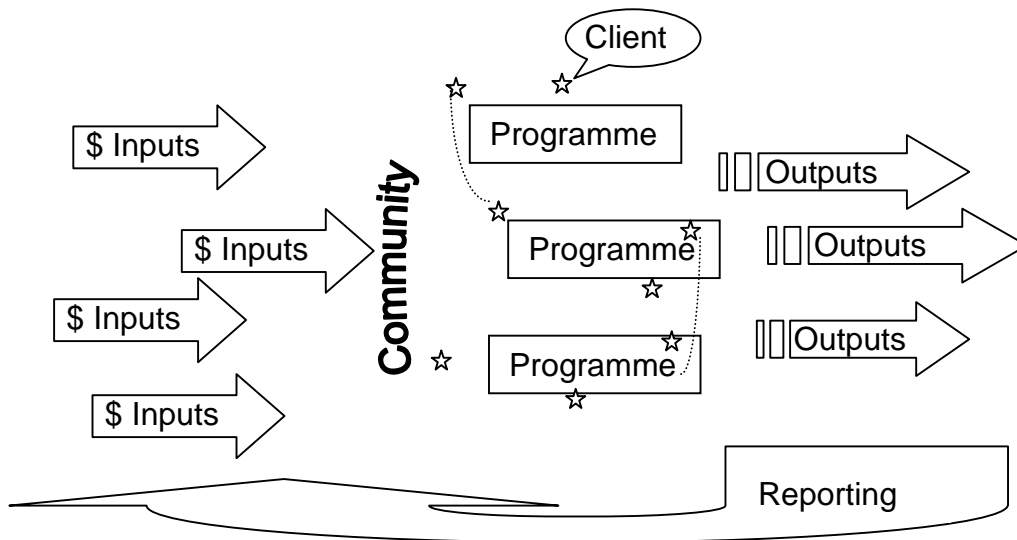 Client
$ Inputs
Programme
Outputs
Community
$ Inputs
Programme
Outputs
$ Inputs
Programme
Outputs
$ Inputs
Reporting